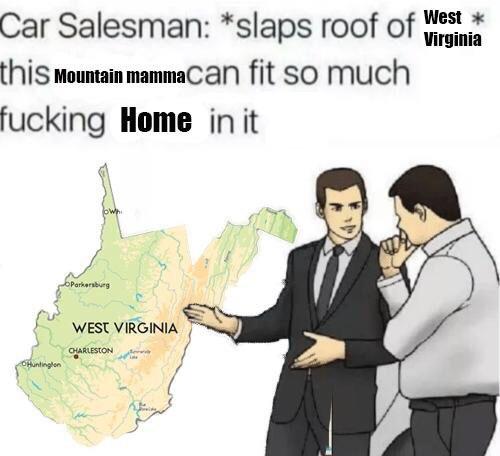 Car Salesman: *slaps roof of West Virginia *
this Mountain mamma can fit so much
fucking Home in it
Parkersburg
WEST VIRGINIA
CHARLESTON
Huntington